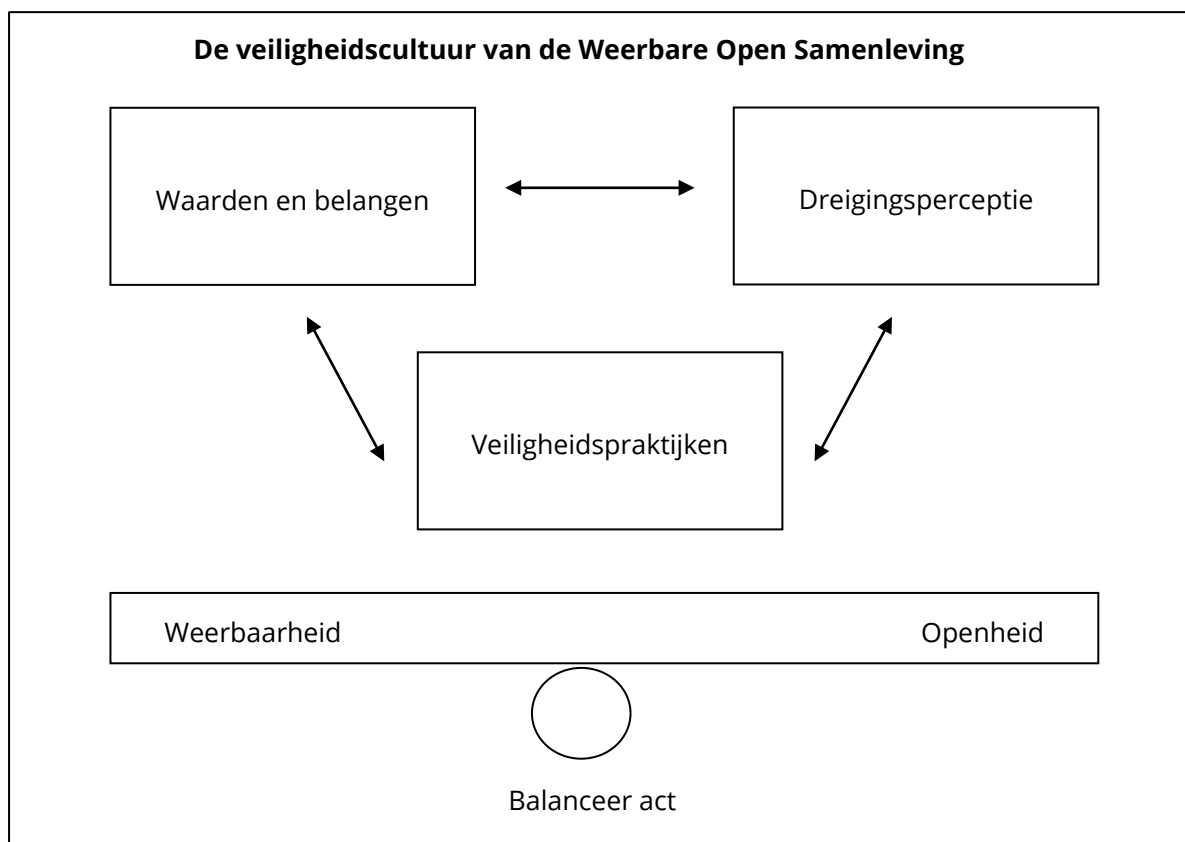 De veiligheidscultuur van de Weerbare Open Samenleving
Waarden en belangen
Dreigingsperceptie
Veiligheidspraktijken
Weerbaarheid
Openheid
Balanceer act